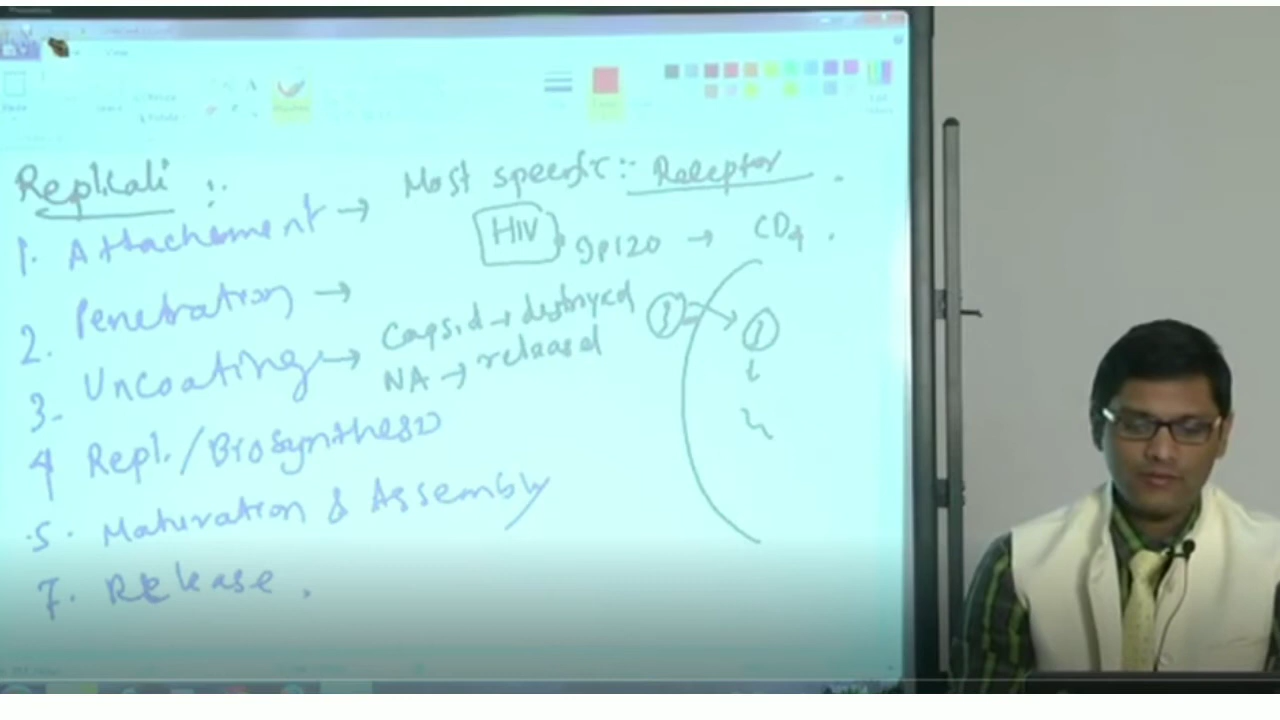 Replicati :-
Most specific :- Receptor .
1. Attachement →
HIV gp120 → CD4 .
2. Penetration →
3. Uncoating → Capsid → destroyed
NA → released
4 Repl. / Biosynthesis
5. Maturation & Assembly
7. Release .